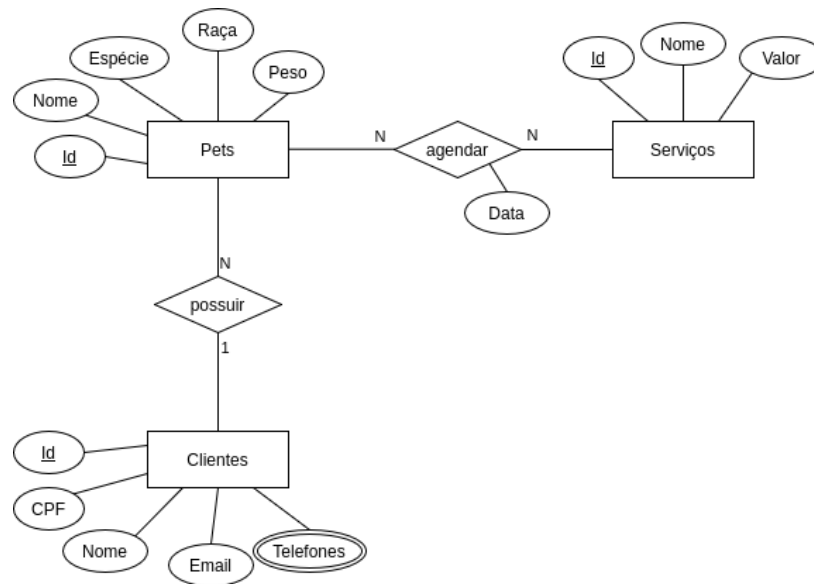 Raça
Espécie
Peso
Nome
Id
Pets
N
agendar
N
Data
Id
Nome
Valor
Serviços
N
possuir
1
Id
Clientes
CPF
Nome
Email
Telefones